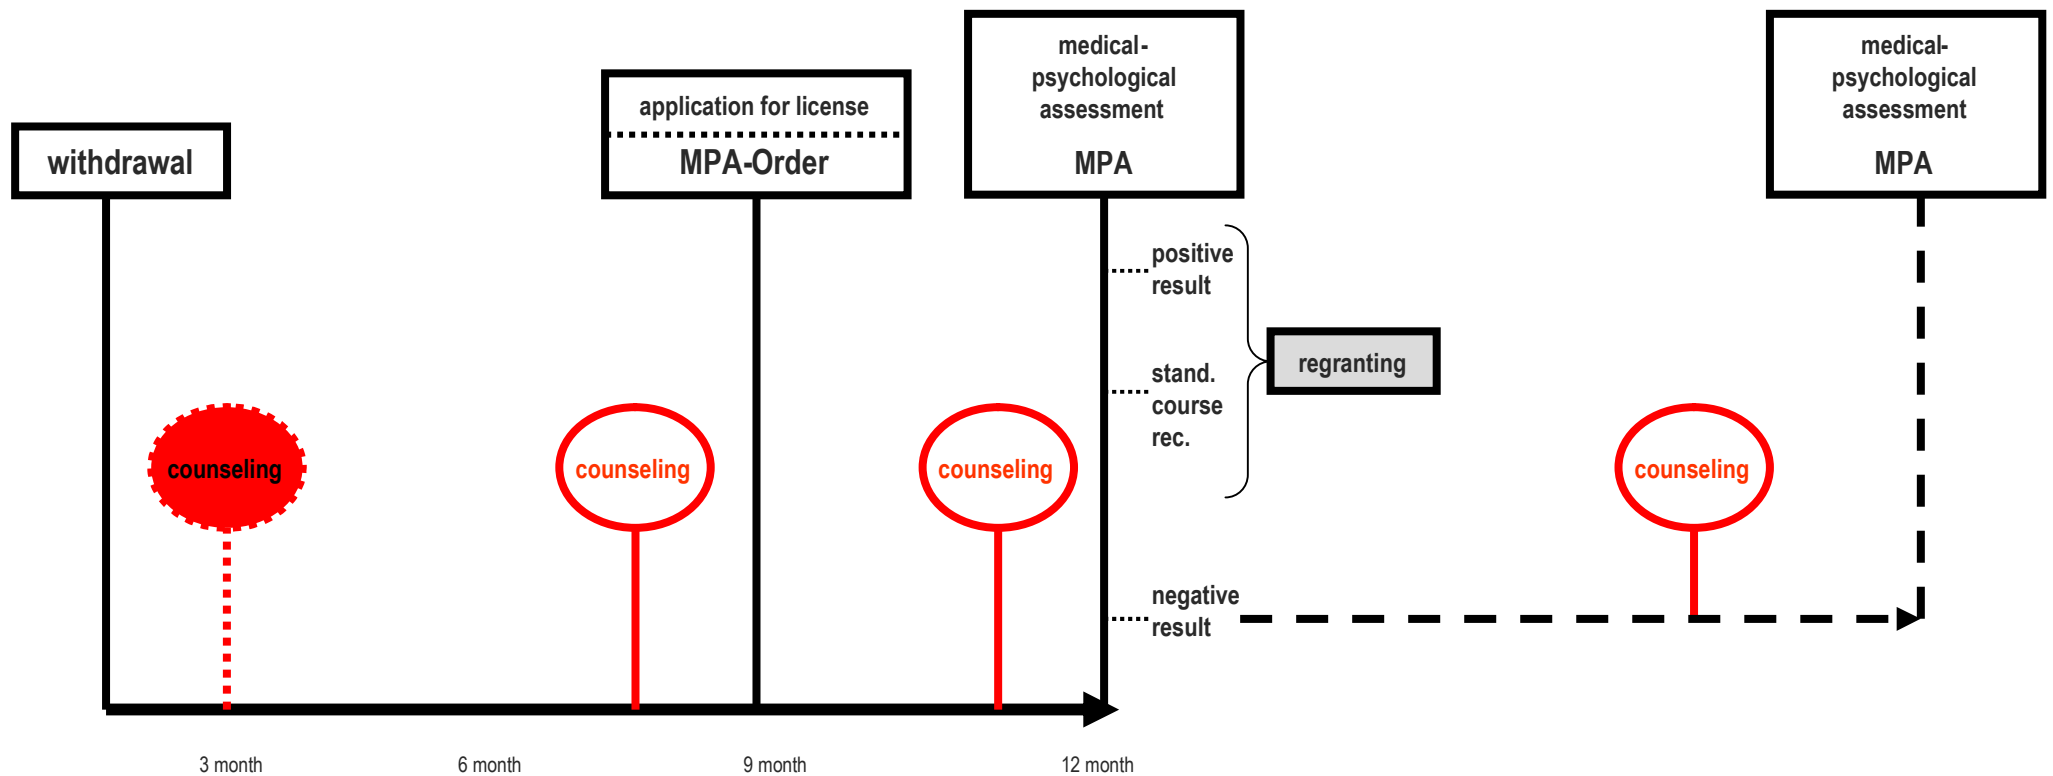 withdrawal
application for license
MPA-Order
medical-
psychological
assessment
MPA
medical-
psychological
assessment
MPA
positive
result
stand.
course
rec.
regranting
counseling
counseling
counseling
counseling
negative
result
3 month
6 month
9 month
12 month